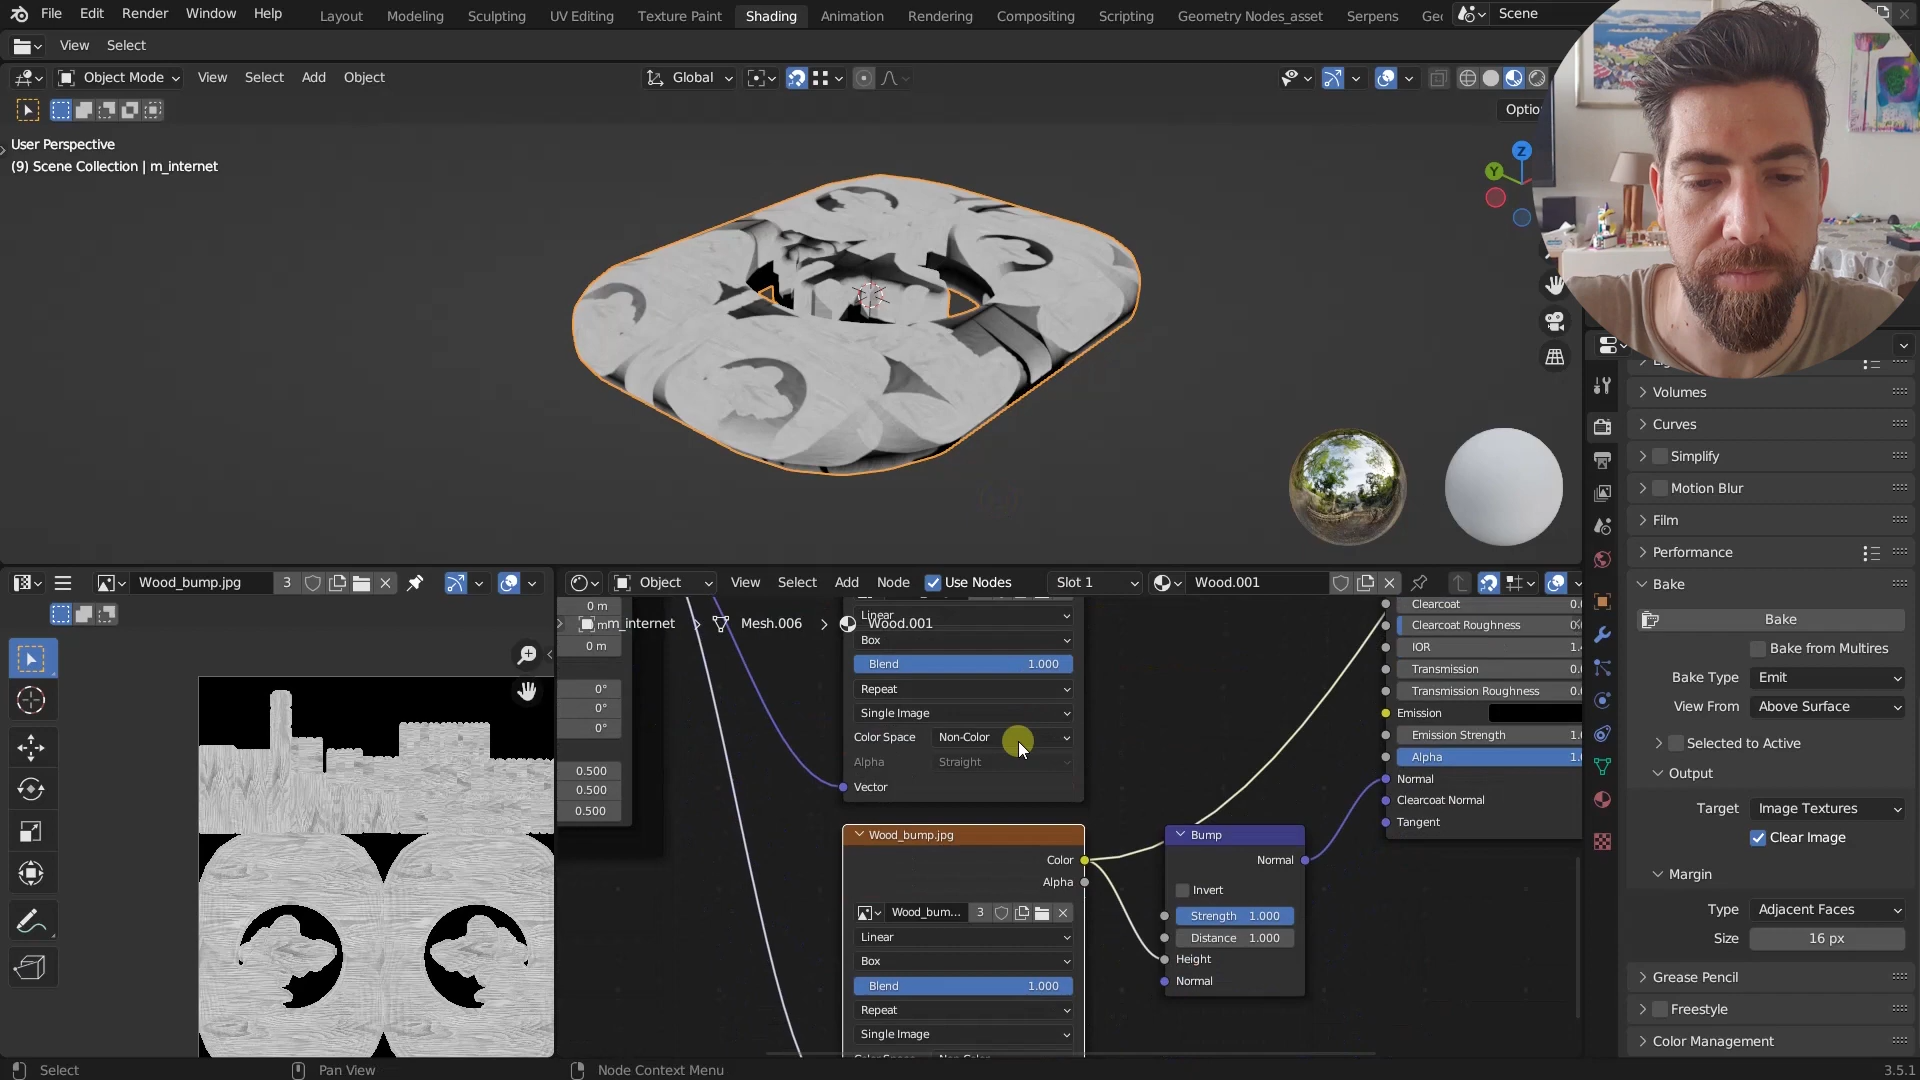 File Edit Render Window Help Layout Modeling Sculpting UV Editing Texture Paint Shading Animation Rendering Compositing Scripting Geometry Nodes_asset Serpens Scene
View Select
Object Mode View Select Add Object Global
Optio
User Perspective
(9) Scene Collection | m_internet
Z
Y
Volumes
Curves
Simplify
Motion Blur
Film
Performance
Bake
Bake
Bake from Multires
Bake Type Emit
View From Above Surface
Selected to Active
Output
Target Image Textures
Clear Image
Margin
Type Adjacent Faces
Size 16 px
Grease Pencil
Freestyle
Color Management
Wood_bump.jpg 3
Object View Select Add Node Use Nodes Slot 1 Wood.001
m_internet Mesh.006 Wood.001
0 m
0 m
0°
0°
0°
0.500
0.500
0.500
Linear
Box
Blend 1.000
Repeat
Single Image
Color Space Non-Color
Alpha Straight
Vector
Wood_bump.jpg
Color
Alpha
Wood_bum... 3
Linear
Box
Blend 1.000
Repeat
Single Image
Bump
Normal
Invert
Strength 1.000
Distance 1.000
Height
Normal
Clearcoat
Clearcoat Roughness
IOR
Transmission
Transmission Roughness
Emission
Emission Strength
Alpha
Normal
Clearcoat Normal
Tangent
Select Pan View Node Context Menu 3.5.1